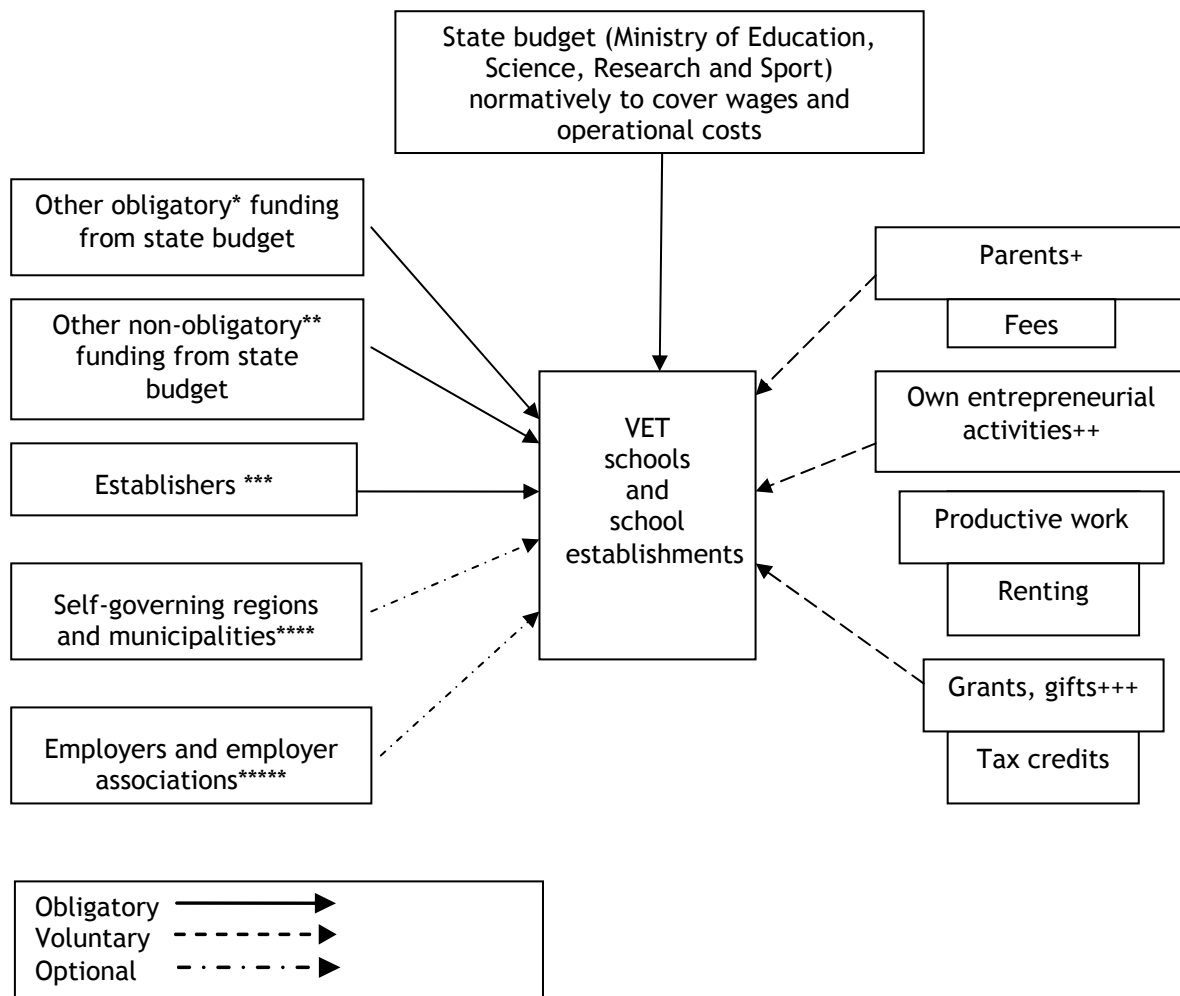 State budget (Ministry of Education,
Science, Research and Sport)
normatively to cover wages and
operational costs
Other obligatory* funding
from state budget
Other non-obligatory**
funding from state
budget
Establishers ***
Self-governing regions
and municipalities****
Employers and employer
associations*****
VET
schools
and
school
establishments
Parents+
Fees
Own entrepreneurial
activities++
Productive work
Renting
Grants, gifts+++
Tax credits
Obligatory
Voluntary
Optional